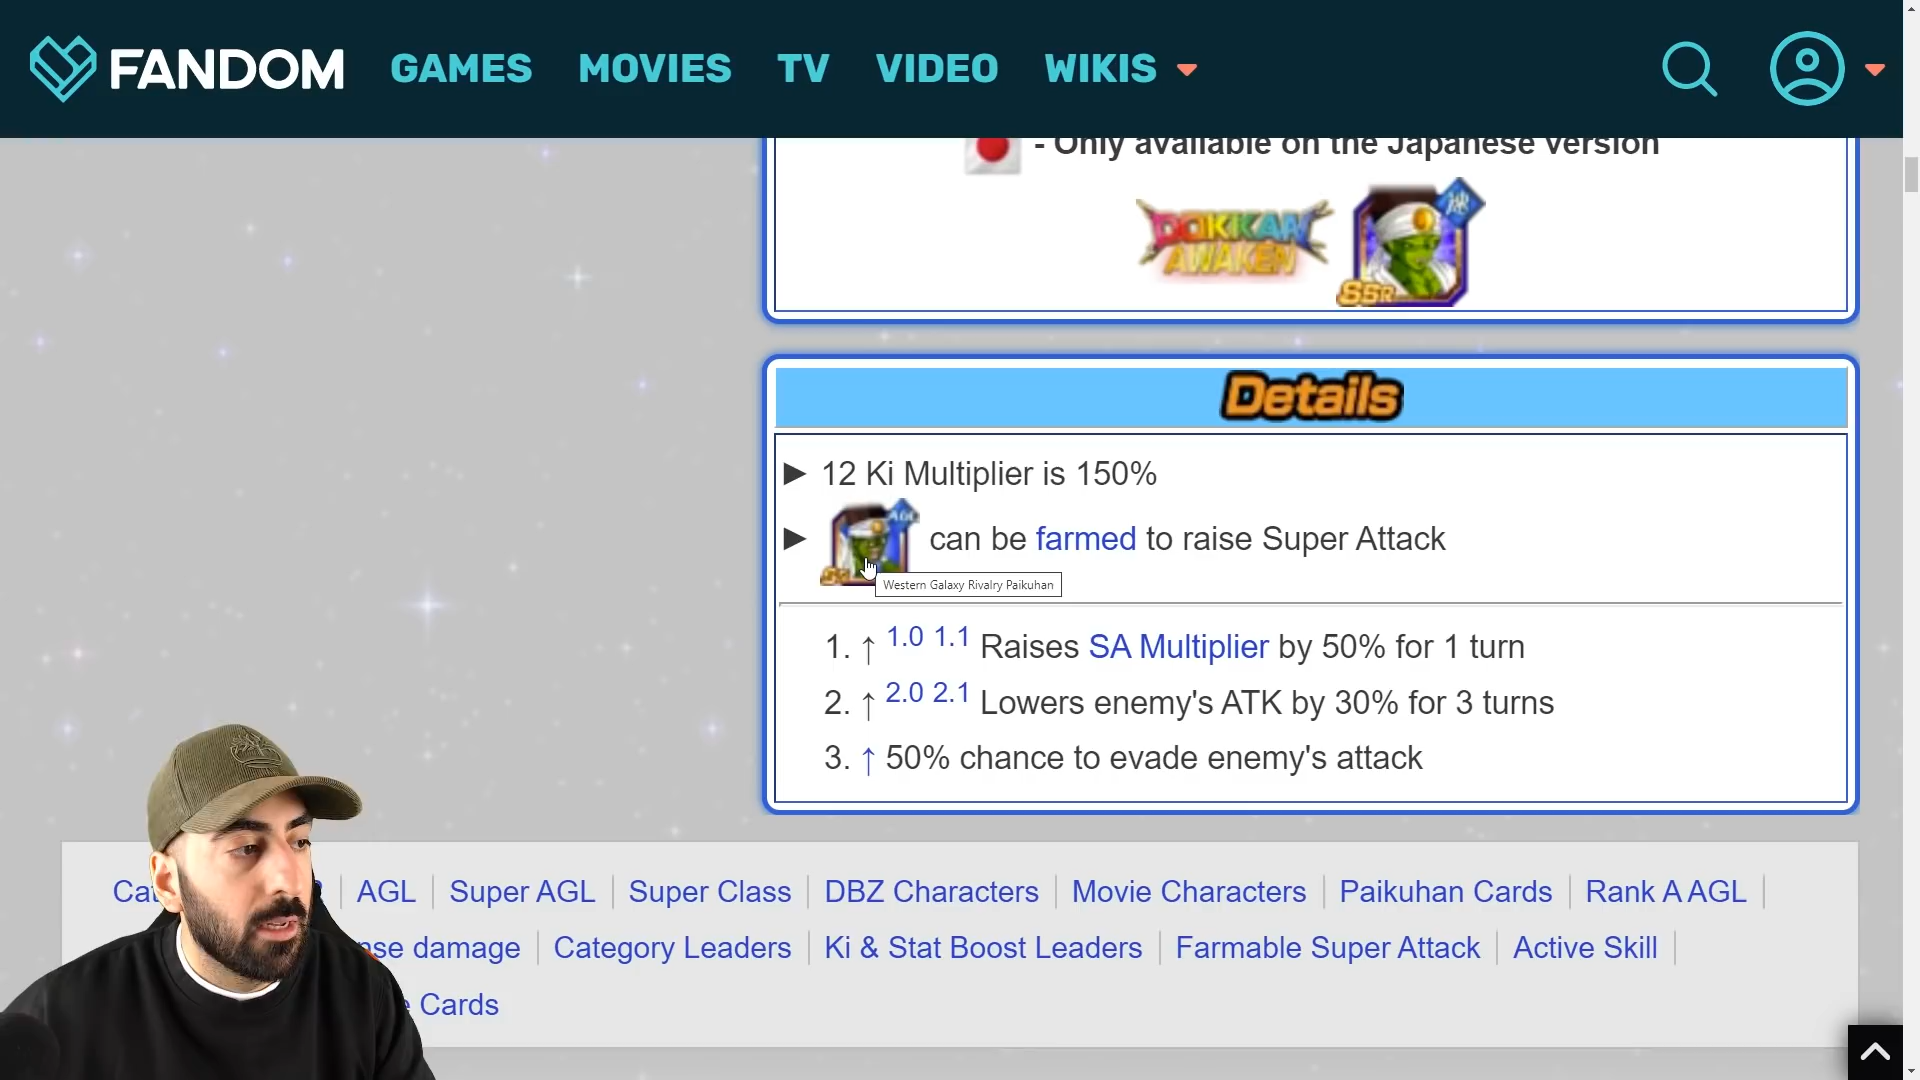 FANDOM GAMES MOVIES TV VIDEO WIKIS
- Only available on the Japanese version
DOKKAN
AWAKEN
SSR
Details
► 12 Ki Multiplier is 150%
AGL
► can be farmed to raise Super Attack
Western Galaxy Rivalry Paikuhan
1. ↑ 1.0 1.1 Raises SA Multiplier by 50% for 1 turn
2. ↑ 2.0 2.1 Lowers enemy's ATK by 30% for 3 turns
3. ↑ 50% chance to evade enemy's attack
AGL Super AGL Super Class DBZ Characters Movie Characters Paikuhan Cards Rank A AGL
damage Category Leaders Ki & Stat Boost Leaders Farmable Super Attack Active Skill
Cards